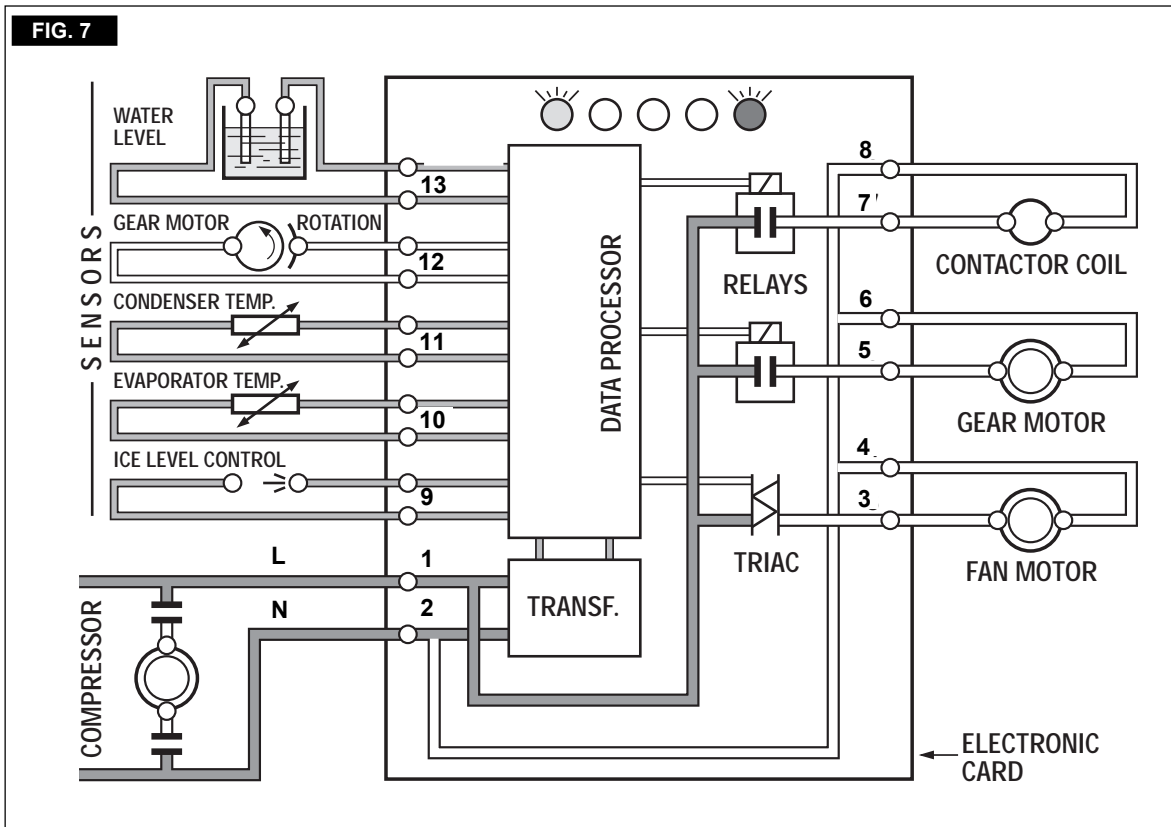 FIG. 7
SENSORS
WATER
LEVEL
13
GEAR MOTOR ROTATION
12
CONDENSER TEMP.
11
EVAPORATOR TEMP.
10
ICE LEVEL CONTROL
9
L 1
N 2
COMPRESSOR
DATA PROCESSOR
TRANSF.
RELAYS
TRIAC
8
7
CONTACTOR COIL
6
5
GEAR MOTOR
4
3
FAN MOTOR
ELECTRONIC
CARD